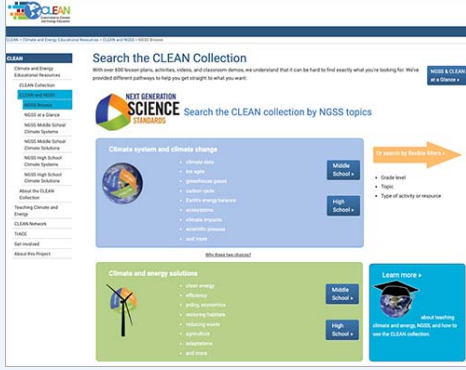 CLEAN
CLEAN > Climate and Energy Educational Resources > CLEAN and NGSS > NGSS Browse
CLEAN
Climate and Energy
Educational Resources
CLEAN Collection
CLEAN and NGSS
NGSS Browse
NGSS at a Glance
NGSS Middle School
Climate Systems
NGSS Middle School
Climate Solutions
NGSS High School
Climate Systems
NGSS High School
Climate Solutions
About the CLEAN
Collection
Teaching Climate and
Energy
CLEAN Network
TrACE
Get Involved
About this Project
Search the CLEAN Collection
With over 600 lesson plans, activities, videos, and classroom demos, we understand that it can be hard to find exactly what you're looking for. We've
provided different pathways to help you get straight to what you want.
NGSS & CLEAN
at a Glance »
NEXT GENERATION
SCIENCE
STANDARDS
Search the CLEAN collection by NGSS topics
Climate system and climate change
climate data
ice ages
greenhouse gases
carbon cycle
Earth's energy balance
ecosystems
climate impacts
scientific process
and more
Middle
School »
High
School »
Or search by flexible filters »
Grade level
Topic
Type of activity or resource
Why these two choices?
Climate and energy solutions
clean energy
efficiency
policy, economics
restoring habitats
reducing waste
agriculture
adaptations
and more
Middle
School »
High
School »
Learn more »
about teaching
climate and energy, NGSS, and how to
use the CLEAN collection.